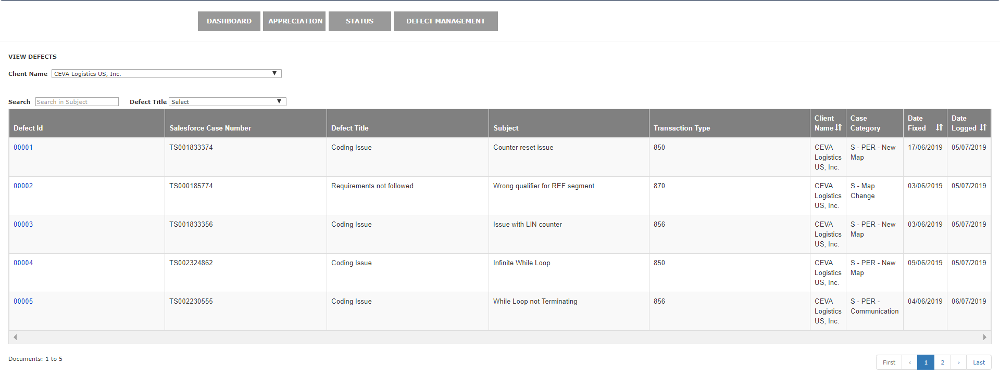 DASHBOARD APPRECIATION STATUS DEFECT MANAGEMENT
VIEW DEFECTS
Client Name CEVA Logistics US, Inc.
Search Search in Subject Defect Title Select
Defect Id Salesforce Case Number Defect Title Subject Transaction Type Client Name Case Category Date Fixed Date Logged
00001 TS001833374 Coding Issue Counter reset issue 850 CEVA Logistics US, Inc. S - PER - New Map 17/06/2019 05/07/2019
00002 TS000185774 Requirements not followed Wrong qualifier for REF segment 870 CEVA Logistics US, Inc. S - Map Change 03/06/2019 05/07/2019
00003 TS001833356 Coding Issue Issue with LIN counter 856 CEVA Logistics US, Inc. S - PER - New Map 03/06/2019 05/07/2019
00004 TS002324862 Coding Issue Infinite While Loop 850 CEVA Logistics US, Inc. S - PER - New Map 09/06/2019 05/07/2019
00005 TS002230555 Coding Issue While Loop not Terminating 856 CEVA Logistics US, Inc. S - PER - Communication 04/06/2019 06/07/2019
Documents: 1 to 5
First ‹ 1 2 › Last